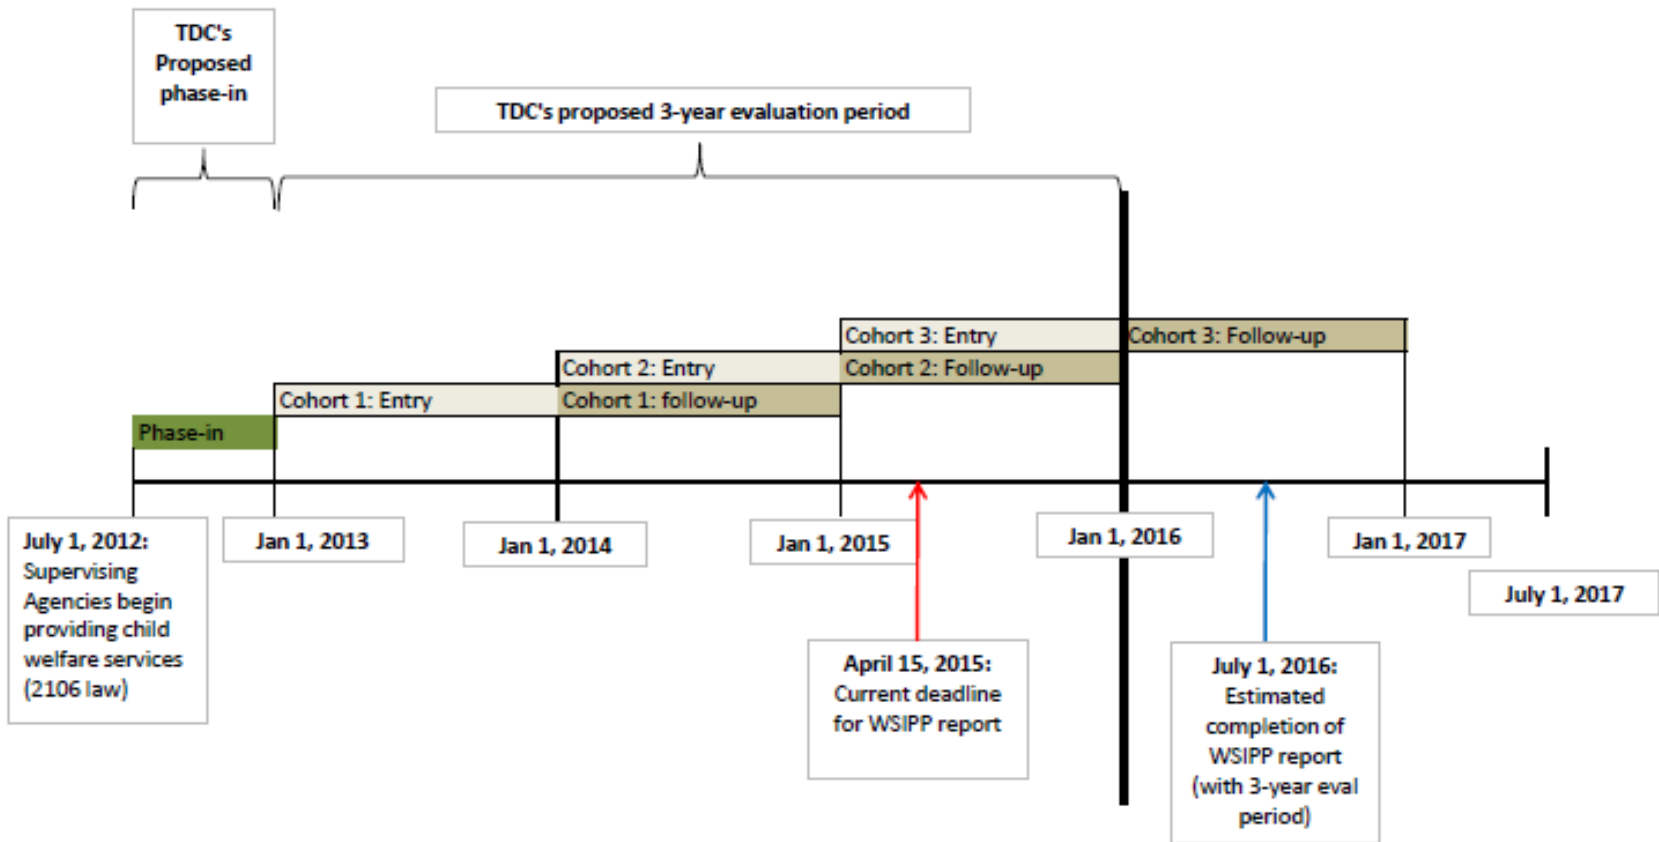 TDC's
Proposed
phase-in
TDC's proposed 3-year evaluation period
Cohort 3: Entry
Cohort 3: Follow-up
Cohort 2: Entry
Cohort 2: Follow-up
Cohort 1: Entry
Cohort 1: follow-up
Phase-in
July 1, 2012:
Supervising
Agencies begin
providing child
welfare services
(2106 law)
Jan 1, 2013
Jan 1, 2014
Jan 1, 2015
Jan 1, 2016
Jan 1, 2017
July 1, 2017
April 15, 2015:
Current deadline
for WSIPP report
July 1, 2016:
Estimated
completion of
WSIPP report
(with 3-year eval
period)